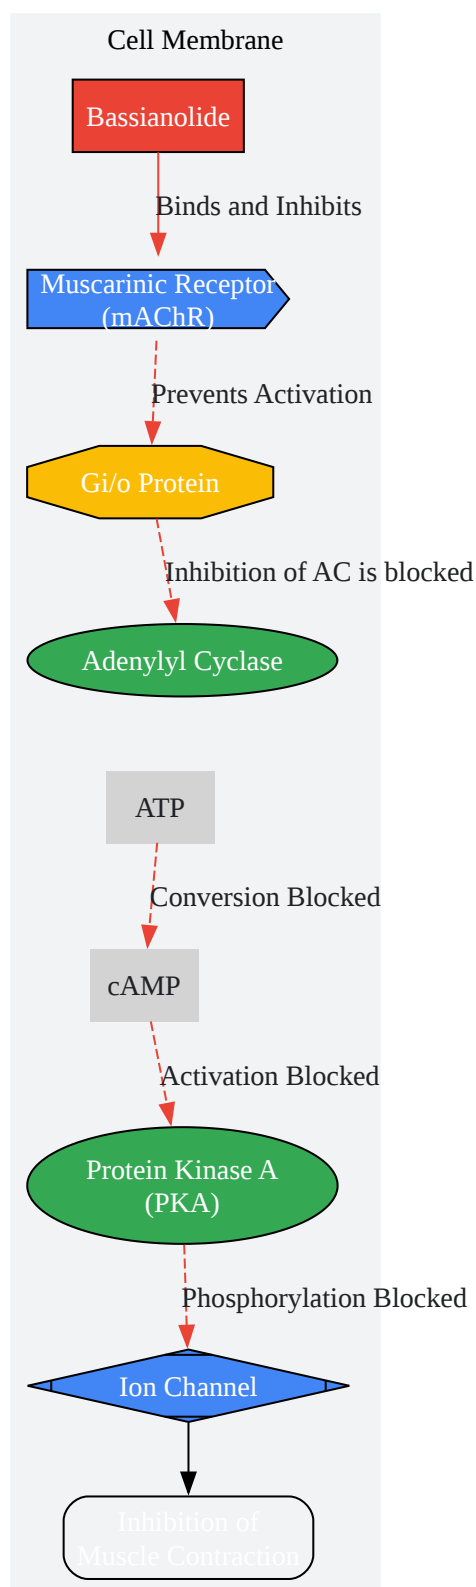 Cell Membrane
Bassianolide
Binds and Inhibits
Muscarinic Receptor
(mAChR)
Prevents Activation
Gi/o Protein
Inhibition of AC is blocked
Adenylyl Cyclase
ATP
Conversion Blocked
cAMP
Activation Blocked
Protein Kinase A
(PKA)
Phosphorylation Blocked
Ion Channel
Inhibition of
Muscle Contraction